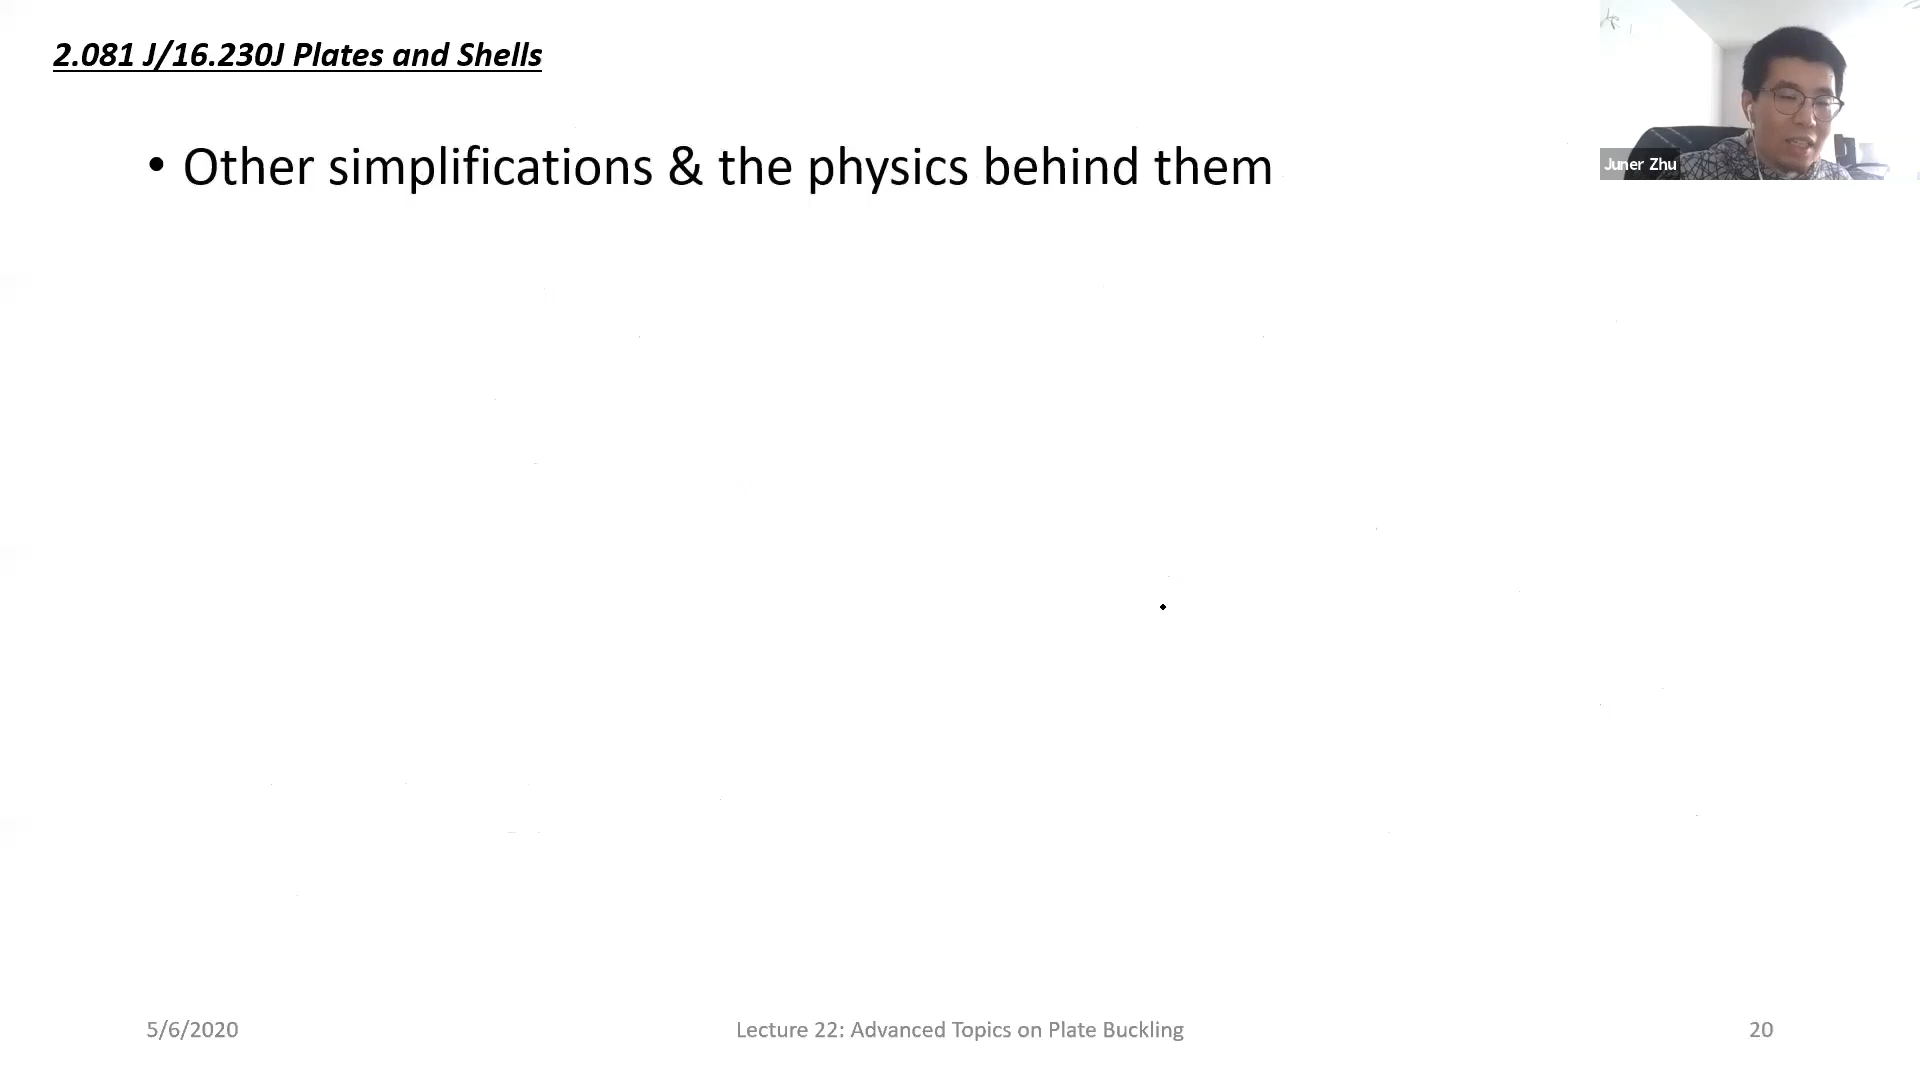 2.081 J/16.230J Plates and Shells
Juner Zhu
• Other simplifications & the physics behind them
5/6/2020
Lecture 22: Advanced Topics on Plate Buckling
20